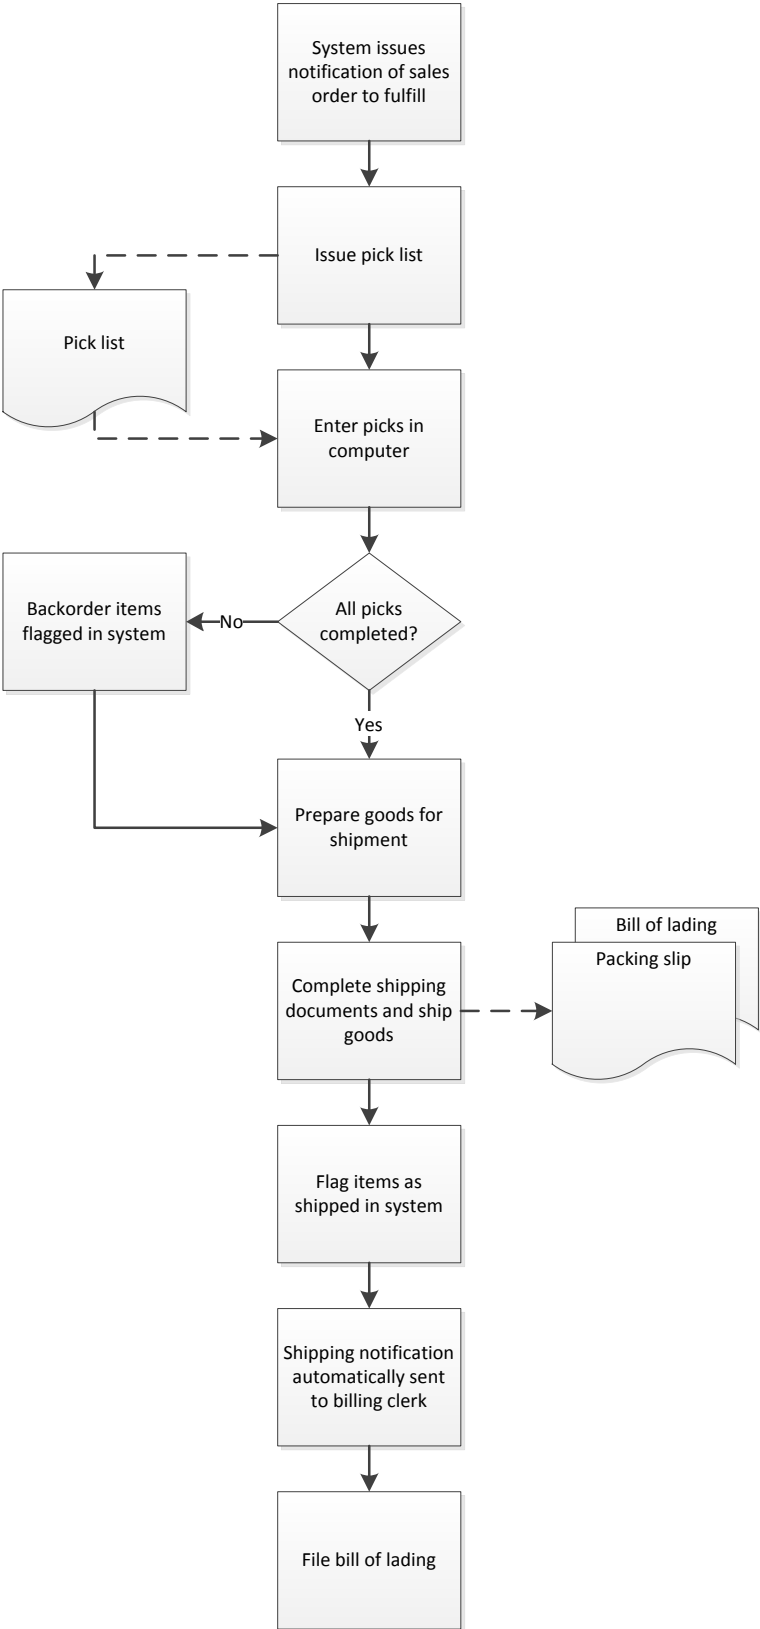 System issues
notification of sales
order to fulfill
Issue pick list
Pick list
Enter picks in
computer
All picks
completed?
No
Backorder items
flagged in system
Yes
Prepare goods for
shipment
Bill of lading
Packing slip
Complete shipping
documents and ship
goods
Flag items as
shipped in system
Shipping notification
automatically sent
to billing clerk
File bill of lading